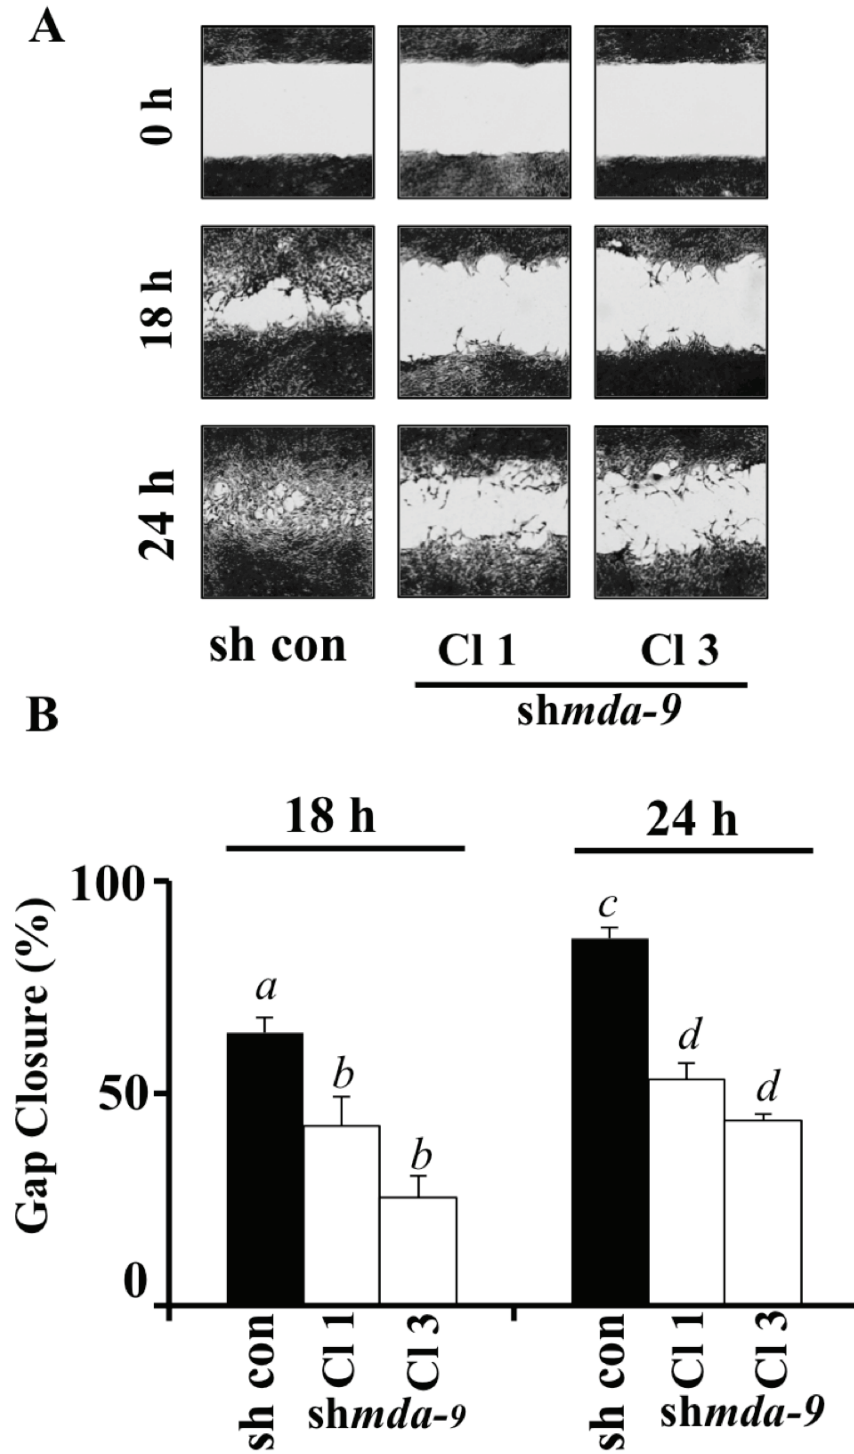 A
0 h
18 h
24 h
sh con Cl 1 Cl 3
shmda-9
B
18 h 24 h
Gap Closure (%)
100
50
0
a
b
b
c
d
d
sh con Cl 1 Cl 3 sh con Cl 1 Cl 3
shmda-9 shmda-9